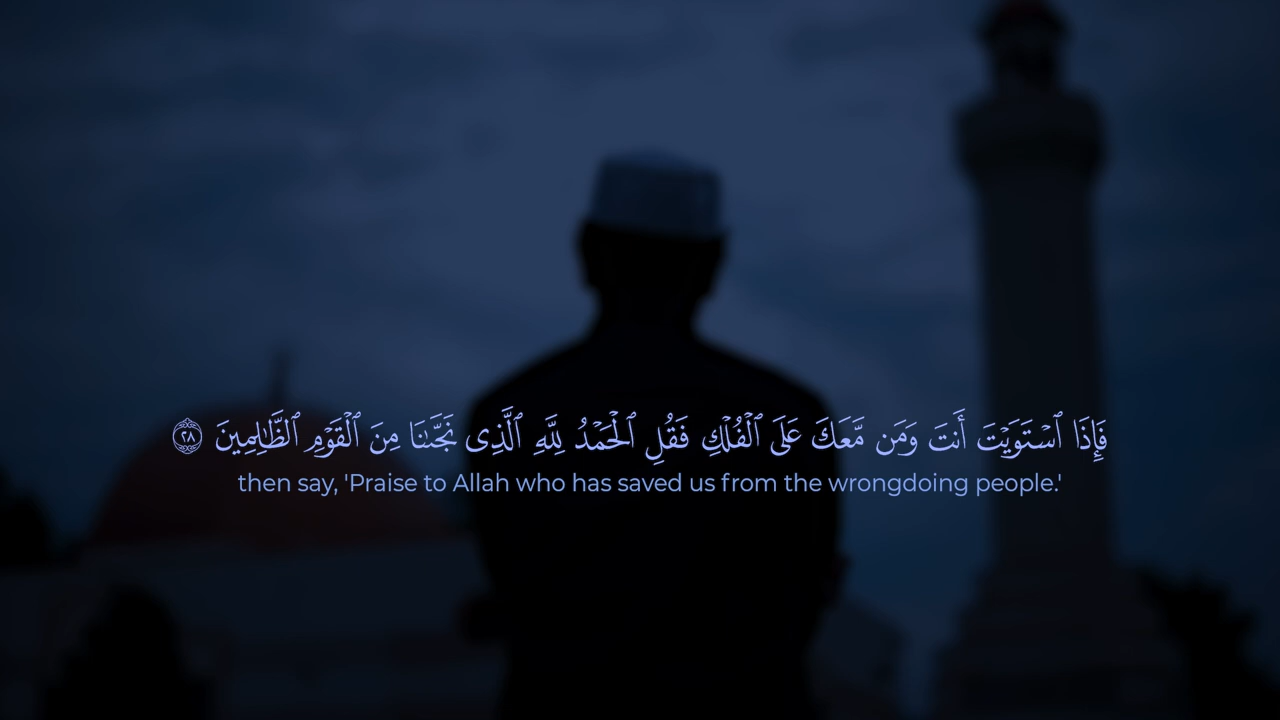 فَإِذَا ٱسْتَوَيْتَ أَنتَ وَمَن مَّعَكَ عَلَى ٱلْفُلْكِ فَقُلِ ٱلْحَمْدُ لِلَّهِ ٱلَّذِى نَجَّىٰنَا مِنَ ٱلْقَوْمِ ٱلظَّـٰلِمِينَ ٢٨
then say, 'Praise to Allah who has saved us from the wrongdoing people.'